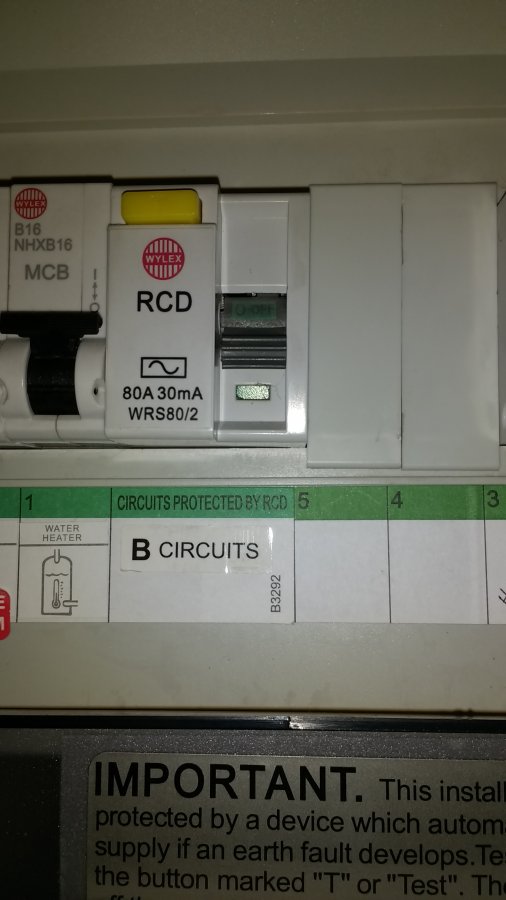 WYLEX
B16
NHXB16
MCB
WYLEX
RCD
80A 30mA
WRS80/2
O-OFF
1
CIRCUITS PROTECTED BY RCD
5
4
3
WATER
HEATER
B CIRCUITS
B3292
IMPORTANT. This install
protected by a device which automa
supply if an earth fault develops.Tes
the button marked "T" or "Test". The